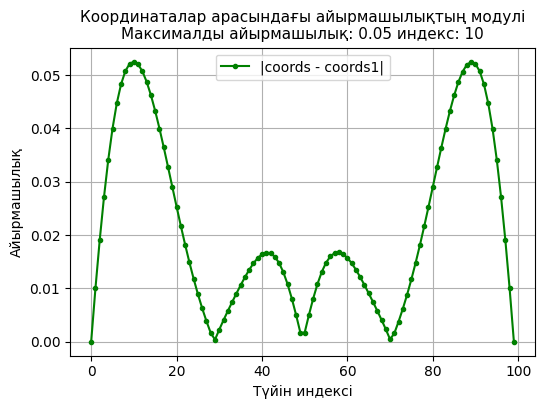 Координаталар арасындағы айырмашылықтың модулі
Максималды айырмашылық: 0.05 индекс: 10
|coords - coords1|
Айырмашылық
0.05
0.04
0.03
0.02
0.01
0.00
0 20 40 60 80 100
Түйін индексі